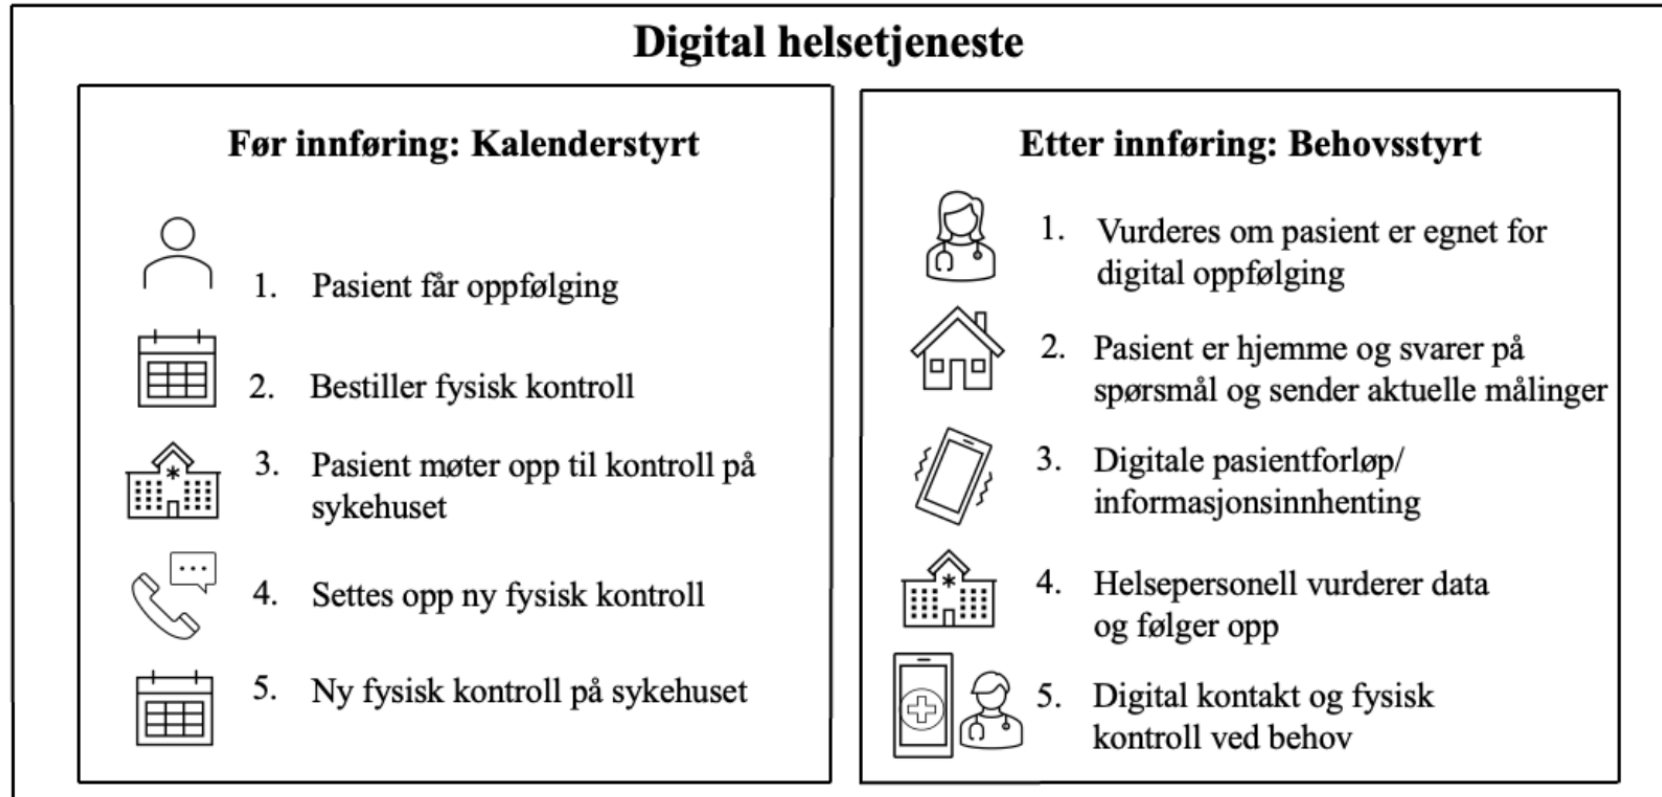 Digital helsetjeneste
Før innføring: Kalenderstyrt
1. Pasient får oppfølging
2. Bestiller fysisk kontroll
3. Pasient møter opp til kontroll på
sykehuset
4. Settes opp ny fysisk kontroll
5. Ny fysisk kontroll på sykehuset
Etter innføring: Behovsstyrt
1. Vurderes om pasient er egnet for
digital oppfølging
2. Pasient er hjemme og svarer på
spørsmål og sender aktuelle målinger
3. Digitale pasientforløp/
informasjonsinnhenting
4. Helsepersonell vurderer data
og følger opp
5. Digital kontakt og fysisk
kontroll ved behov